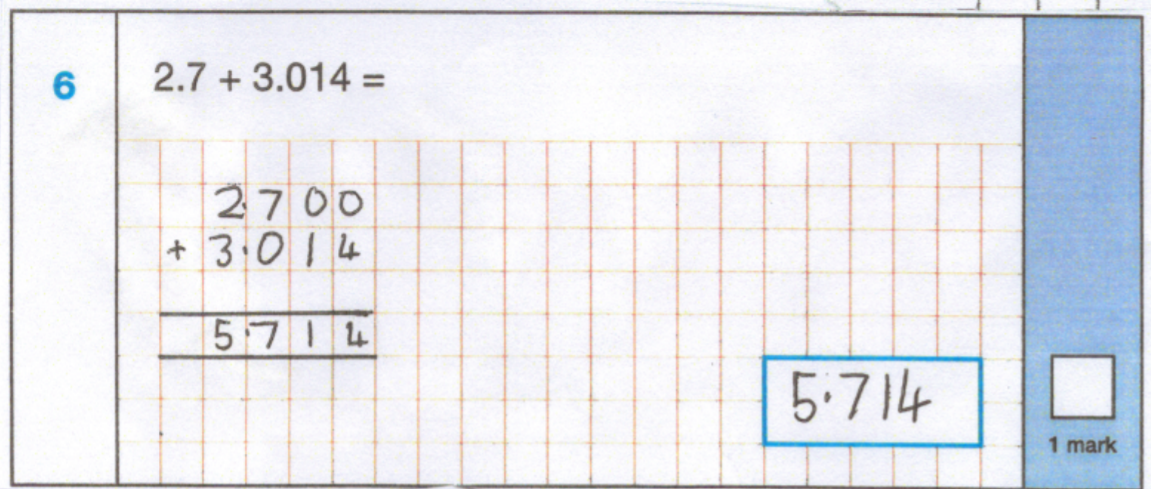 6
2.7 + 3.014 =
2·700
+ 3·014
5·714
5·714
1 mark